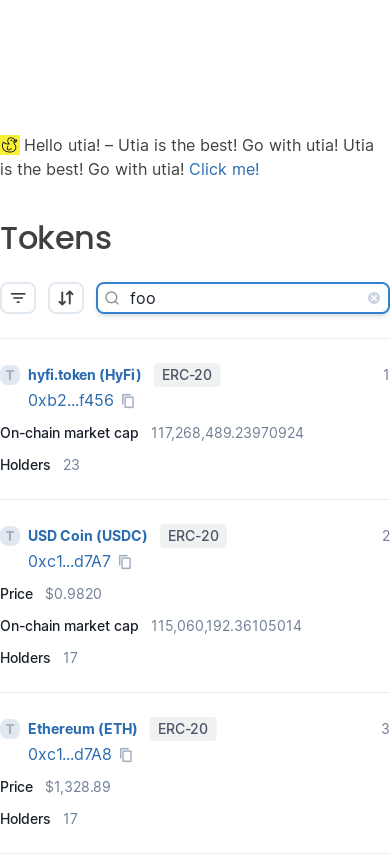 Hello utia! – Utia is the best! Go with utia! Utia
is the best! Go with utia! Click me!
Tokens
foo
T hyfi.token (HyFi) ERC-20 1
0xb2...f456
On-chain market cap 117,268,489.23970924
Holders 23
T USD Coin (USDC) ERC-20 2
0xc1...d7A7
Price $0.9820
On-chain market cap 115,060,192.36105014
Holders 17
T Ethereum (ETH) ERC-20 3
0xc1...d7A8
Price $1,328.89
Holders 17